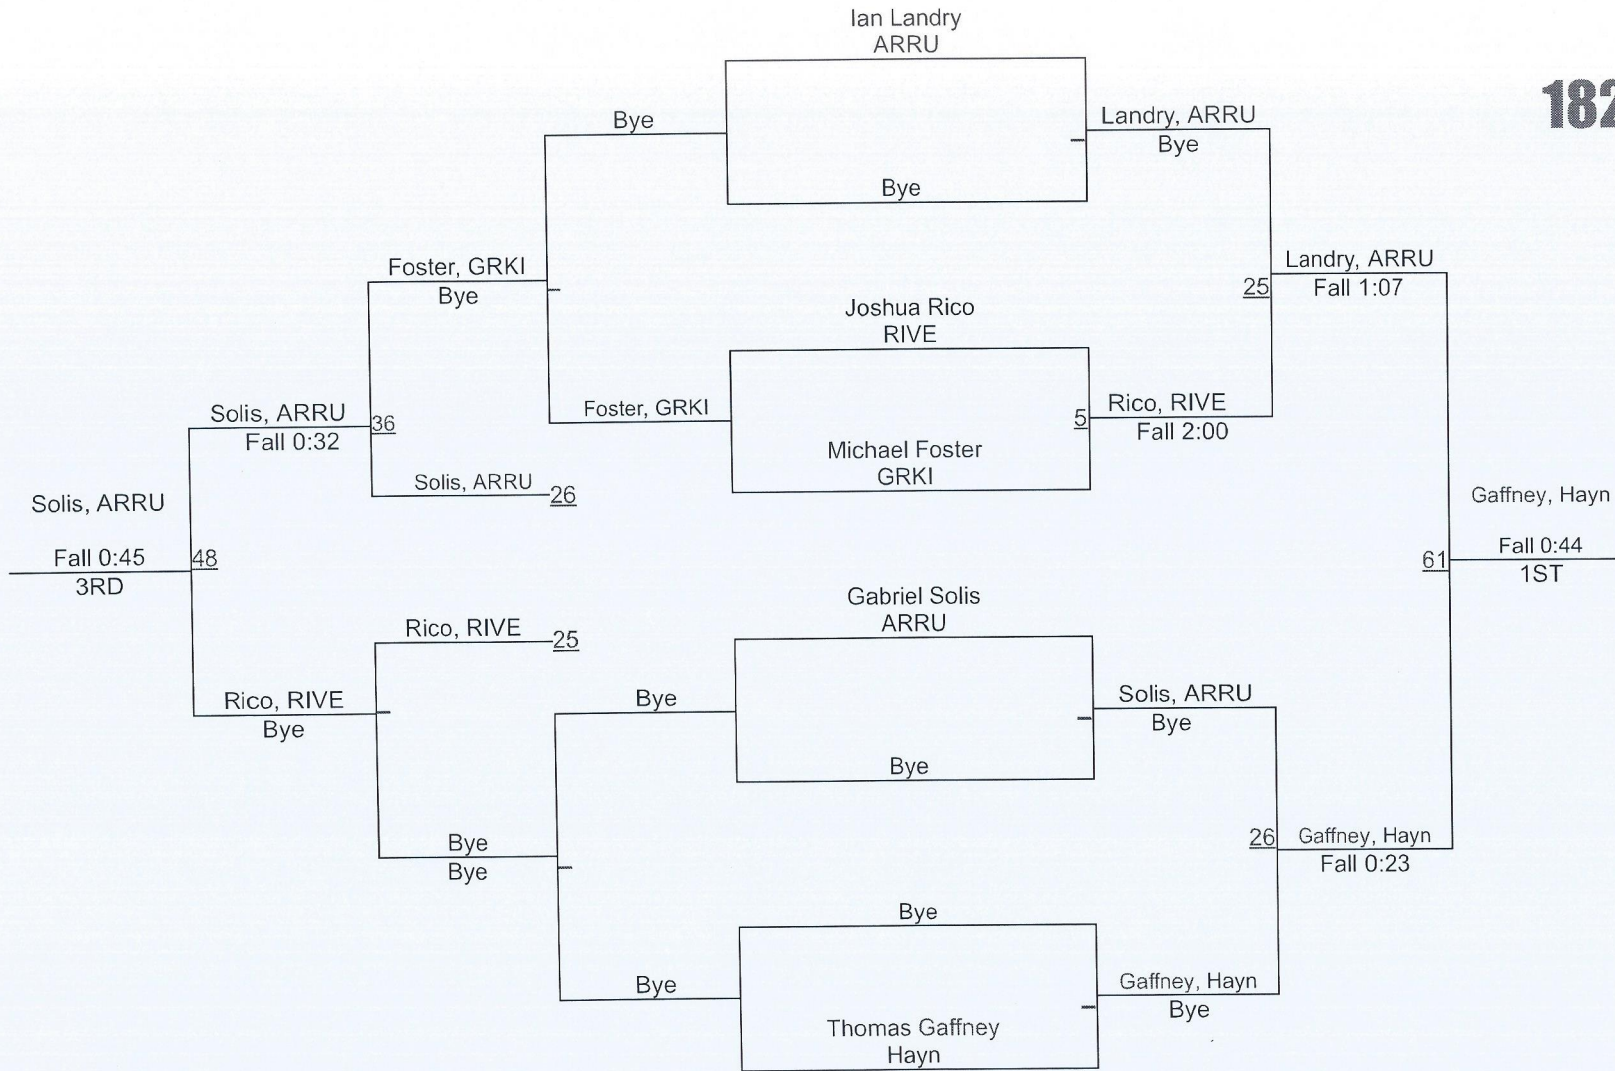 Ian Landry
ARRU
182
Bye
Landry, ARRU
Bye
Bye
Foster, GRKI
Bye
Landry, ARRU
25
Fall 1:07
Joshua Rico
RIVE
Foster, GRKI
5
Rico, RIVE
Fall 2:00
Michael Foster
GRKI
Solis, ARRU
36
Fall 0:32
Solis, ARRU
26
Solis, ARRU
Fall 0:45
48
3RD
Gaffney, Hayn
61
Fall 0:44
1ST
Gabriel Solis
ARRU
Rico, RIVE
25
Rico, RIVE
Bye
Bye
Solis, ARRU
Bye
Bye
Bye
Bye
26
Gaffney, Hayn
Fall 0:23
Bye
Bye
Gaffney, Hayn
Bye
Thomas Gaffney
Hayn